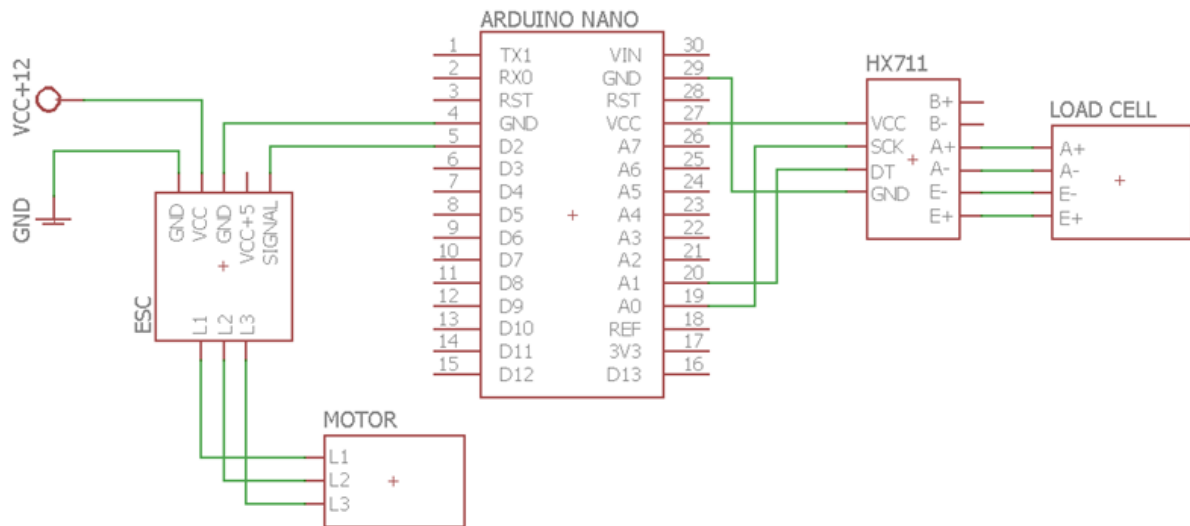 ARDUINO NANO
1 TX1
2 RX0
3 RST
4 GND
5 D2
6 D3
7 D4
8 D5
9 D6
10 D7
11 D8
12 D9
13 D10
14 D11
15 D12
VIN 30
GND 29
RST 28
VCC 27
A7 26
A6 25
A5 24
A4 23
A3 22
A2 21
A1 20
A0 19
REF 18
3V3 17
D13 16
VCC+12
GND
ESC
GND
VCC
GND
VCC+5
SIGNAL
L1
L2
L3
MOTOR
L1
L2
L3
HX711
VCC
SCK
DT
GND
B+
B-
A+
A-
E-
E+
LOAD CELL
A+
A-
E-
E+